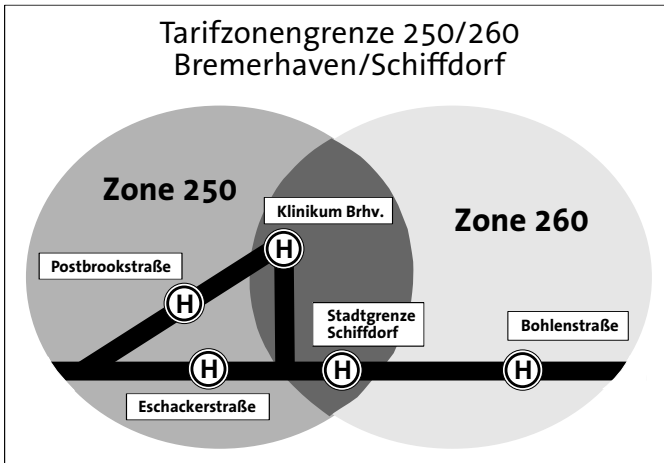 Tarifzonengrenze 250/260
Bremerhaven/Schiffdorf
Zone 250
Klinikum Brhv.
Zone 260
H
Postbrookstraße
H
Stadtgrenze
Schiffdorf
Bohlenstraße
H
H
H
Eschackerstraße